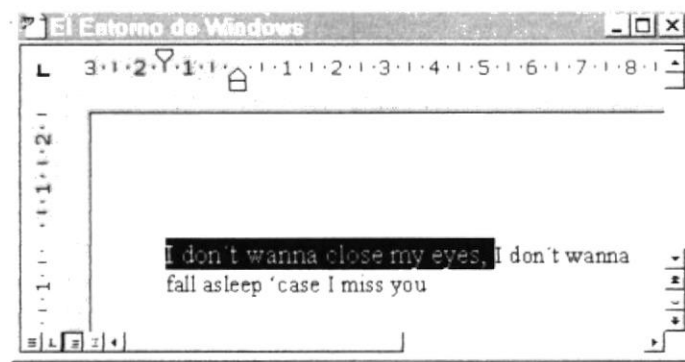 El Entorno de Windows
L 3 2 1 1 2 3 4 5 6 7 8
2
1
1
I don´t wanna close my eyes, I don´t wanna
fall asleep ‘case I miss you